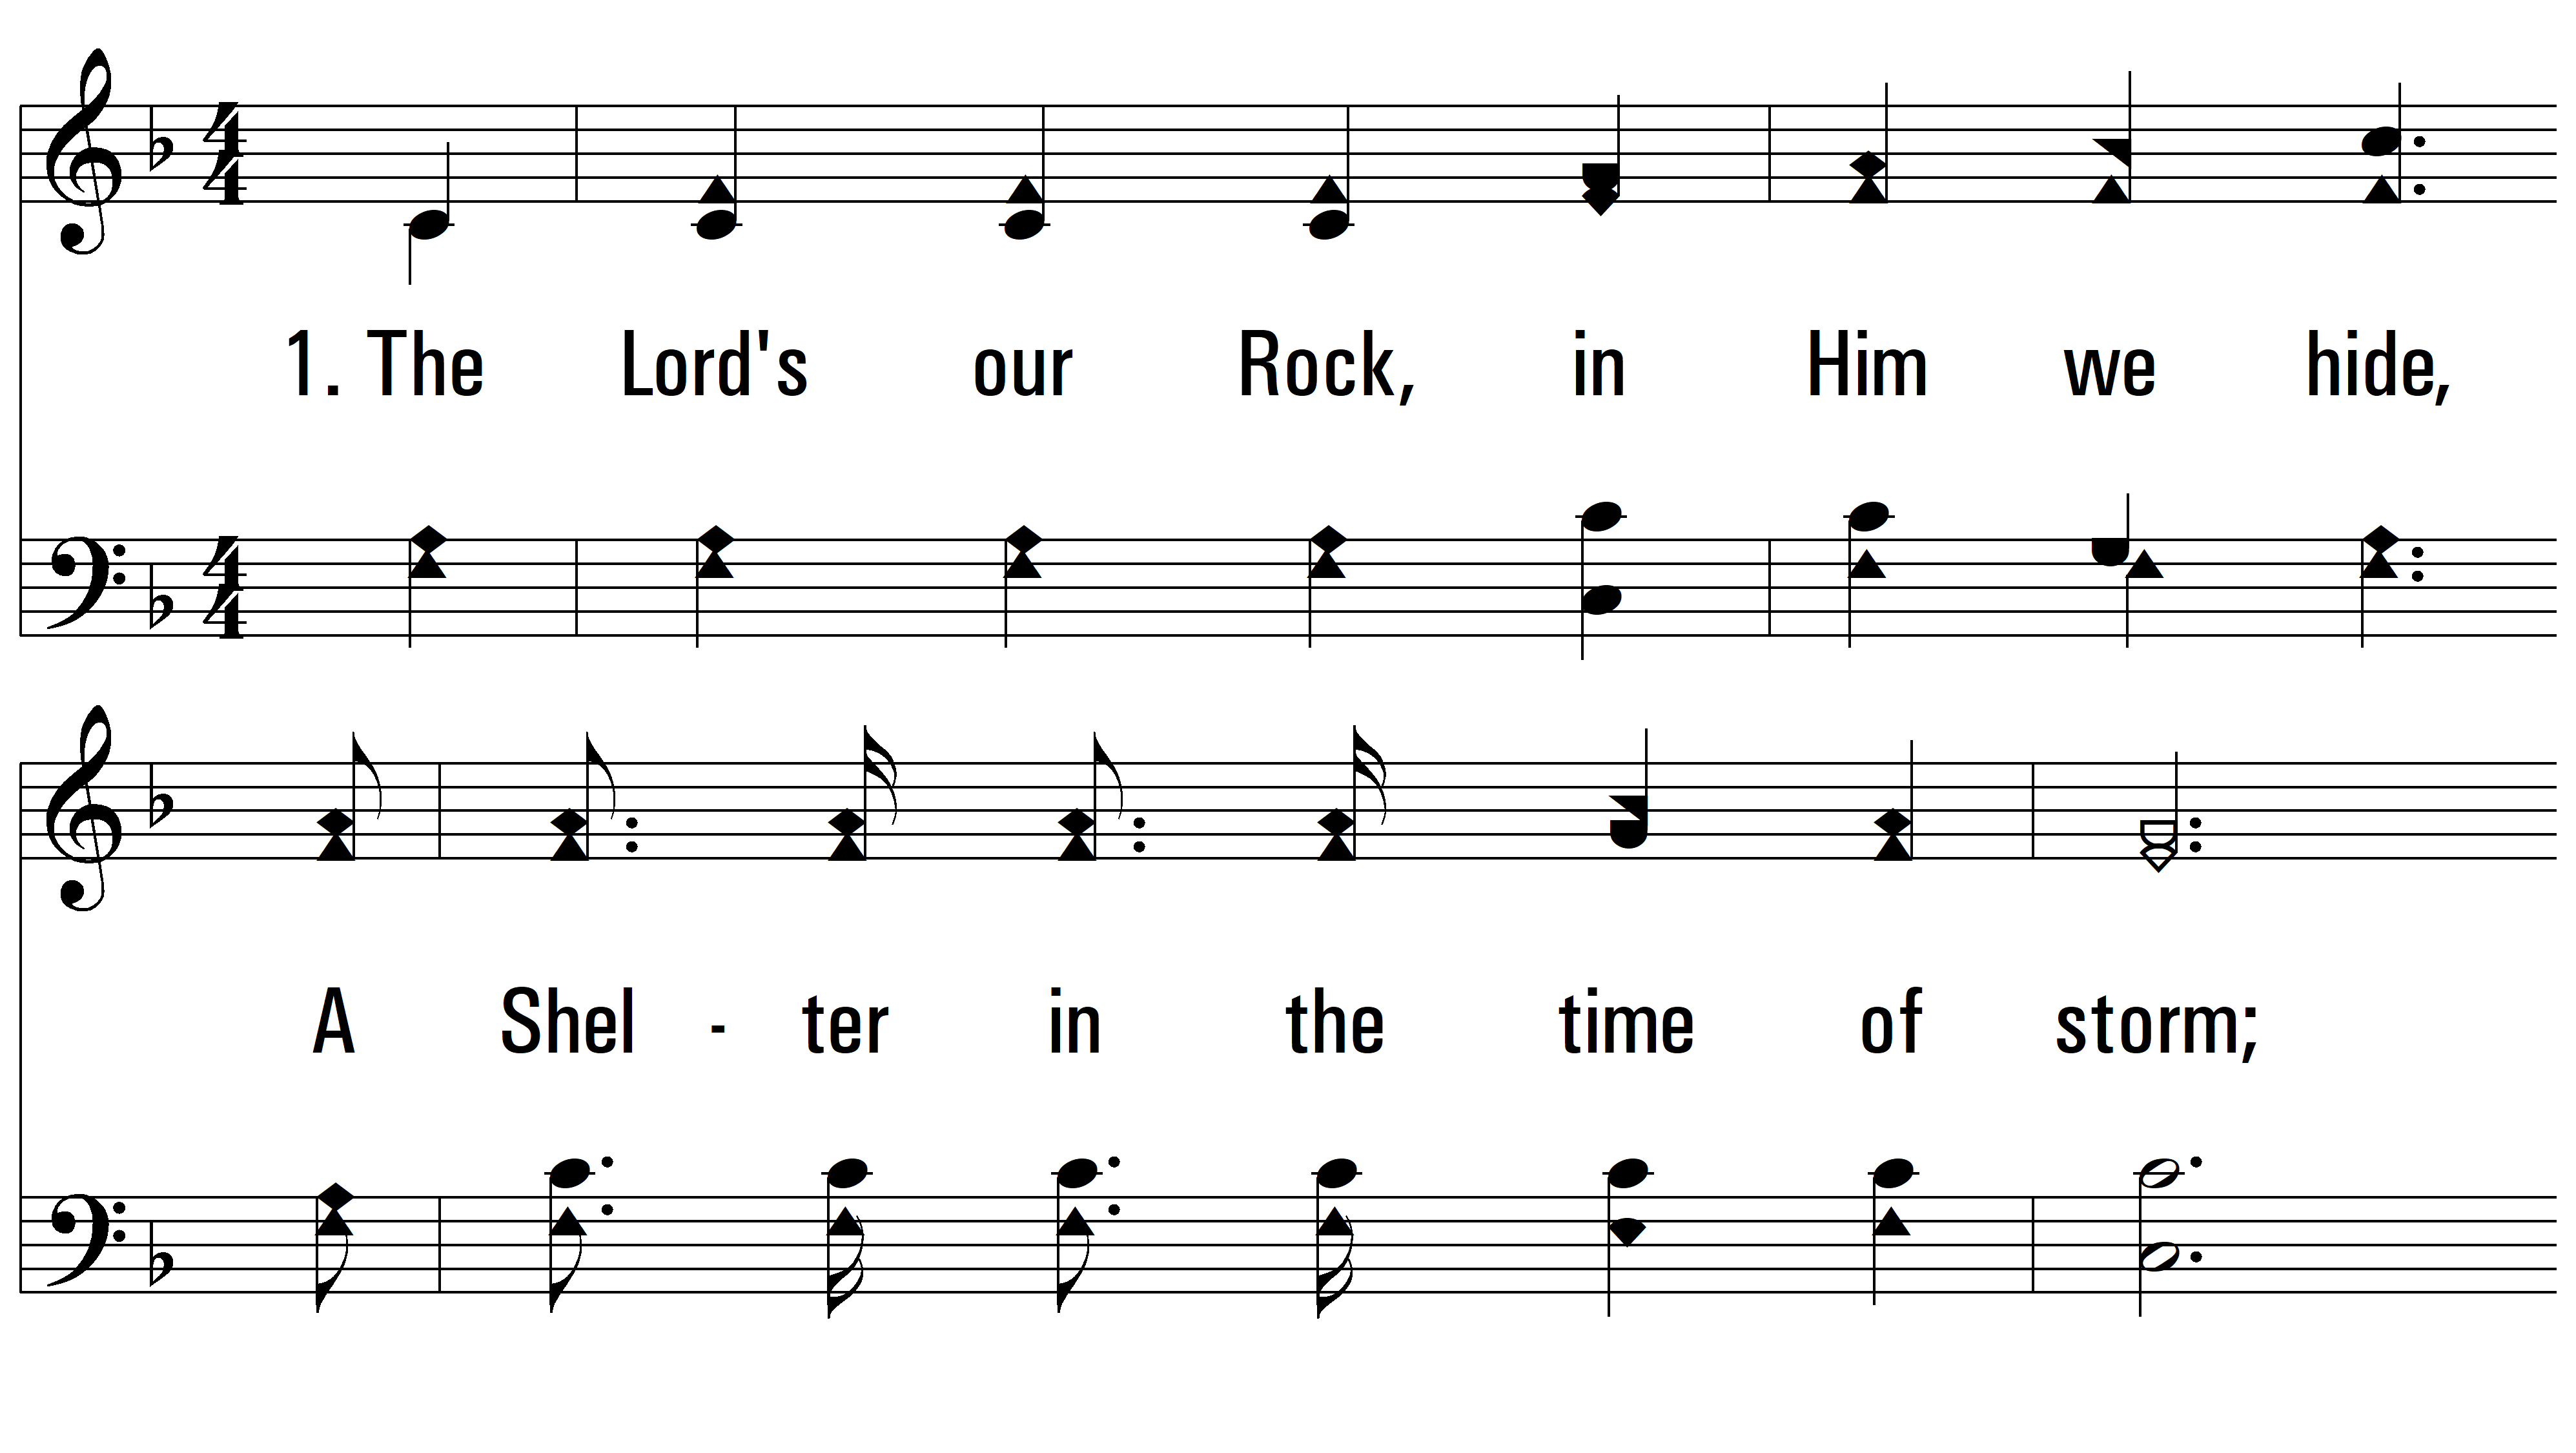 1. The Lord's our Rock, in Him we hide,
A Shel - ter in the time of storm;